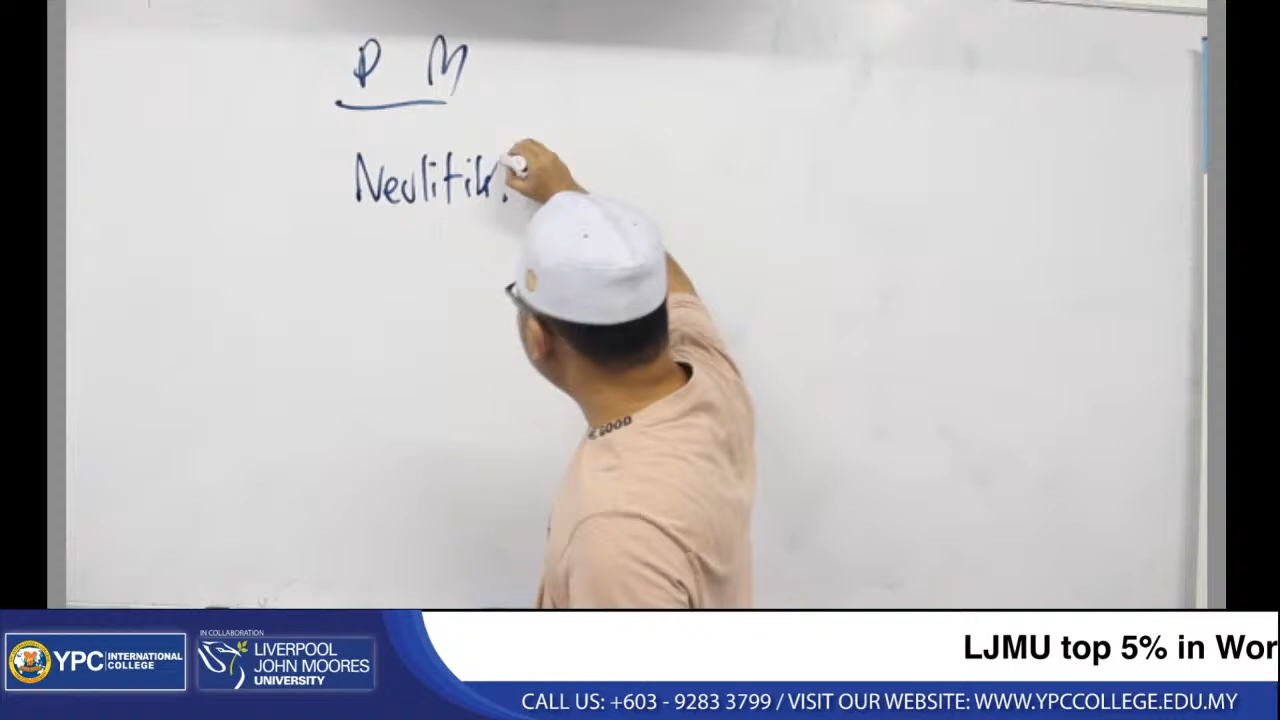 P M
Neolitik.
GOOD
YPC INTERNATIONAL COLLEGE
IN COLLABORATION
LIVERPOOL
JOHN MOORES
UNIVERSITY
LJMU top 5% in Wor
CALL US: +603 - 9283 3799 / VISIT OUR WEBSITE: WWW.YPCCOLLEGE.EDU.MY